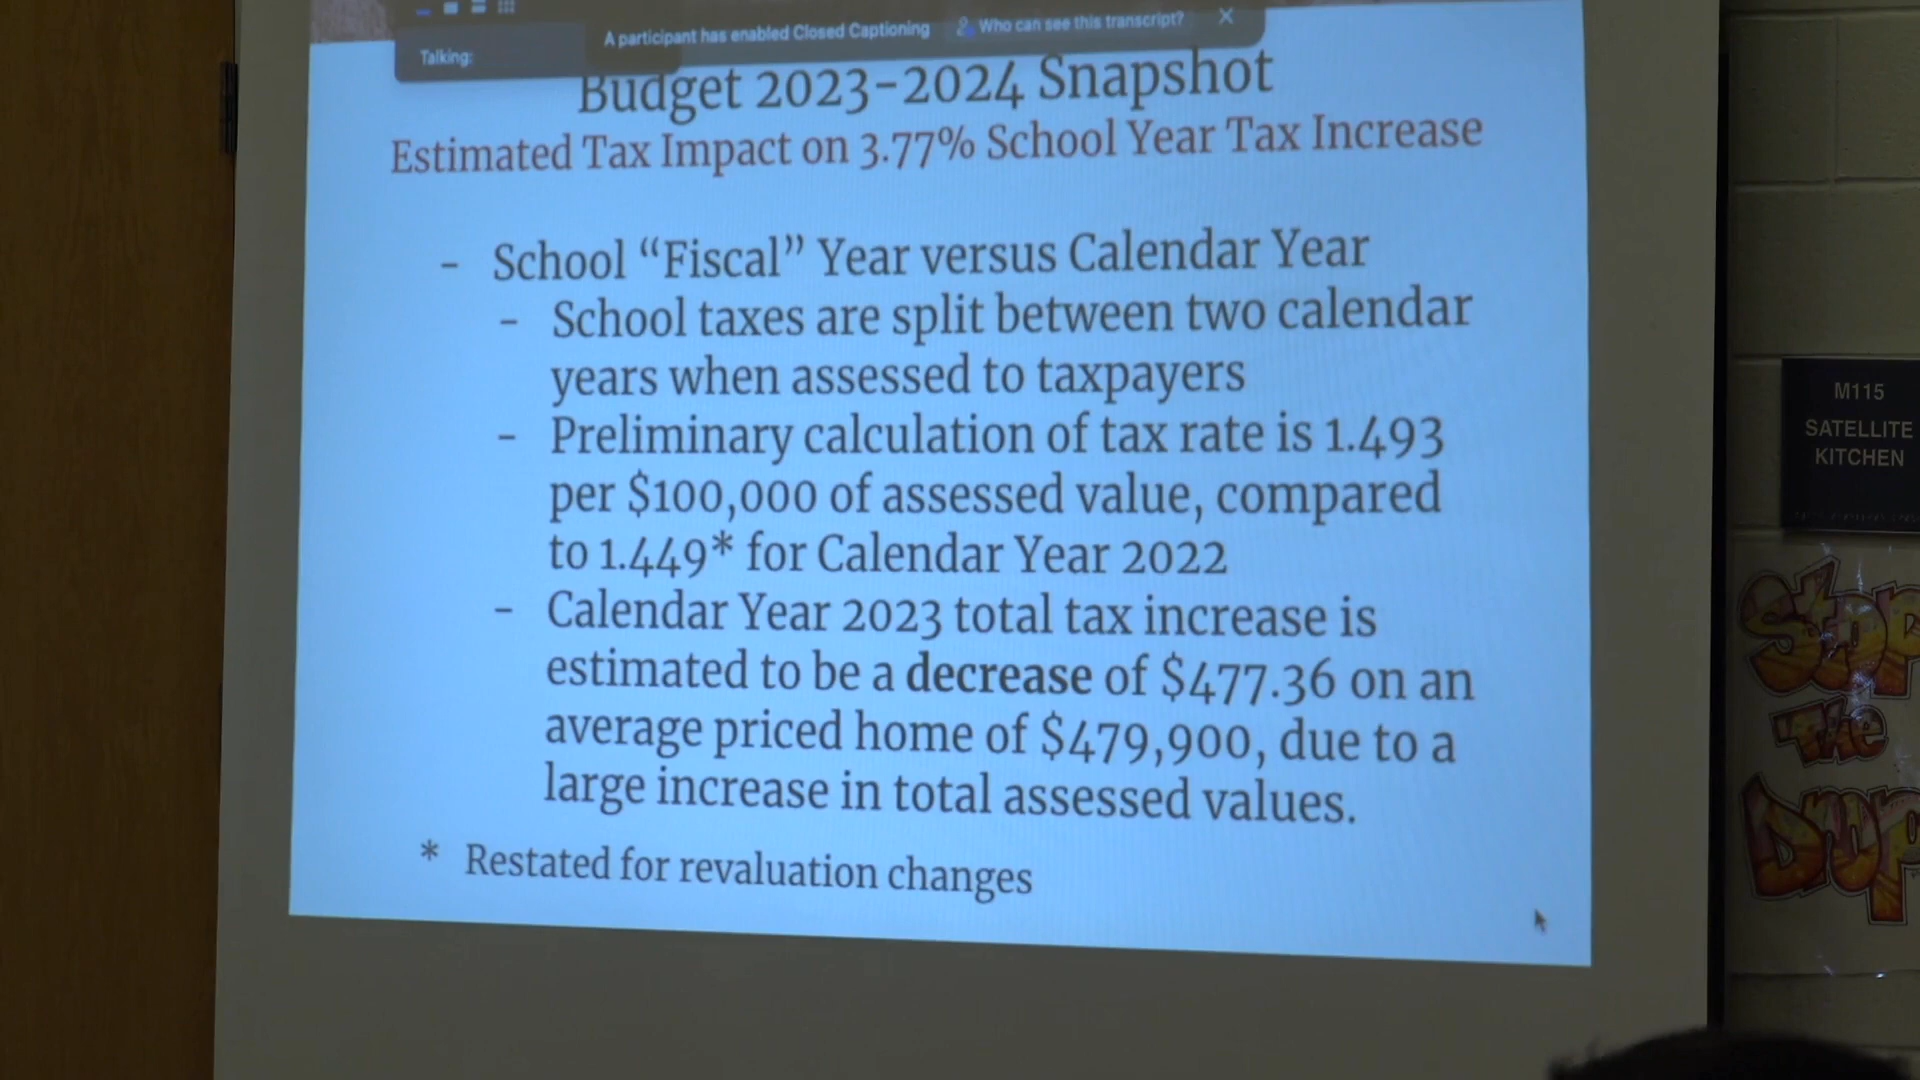 A participant has enabled Closed Captioning
Who can see this transcript?
Talking:
Budget 2023-2024 Snapshot
Estimated Tax Impact on 3.77% School Year Tax Increase
- School “Fiscal” Year versus Calendar Year
- School taxes are split between two calendar
years when assessed to taxpayers
- Preliminary calculation of tax rate is 1.493
per $100,000 of assessed value, compared
to 1.449* for Calendar Year 2022
- Calendar Year 2023 total tax increase is
estimated to be a decrease of $477.36 on an
average priced home of $479,900, due to a
large increase in total assessed values.
* Restated for revaluation changes
M115
SATELLITE
KITCHEN
Stop
The
Drop